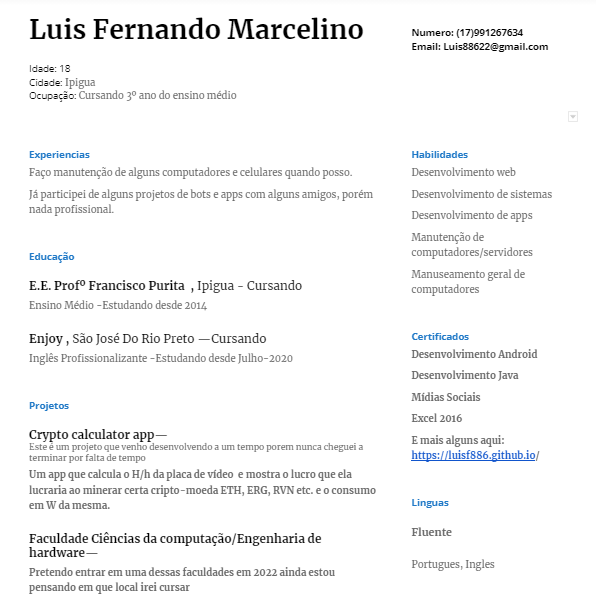 Luis Fernando Marcelino
Idade: 18
Cidade: Ipigua
Ocupação: Cursando 3º ano do ensino médio
Numero: (17)991267634
Email: Luis88622@gmail.com
Experiencias
Faço manutenção de alguns computadores e celulares quando posso.
Já participei de alguns projetos de bots e apps com alguns amigos, porém
nada profissional.
Educação
E.E. Profº Francisco Purita , Ipigua - Cursando
Ensino Médio -Estudando desde 2014
Enjoy , São José Do Rio Preto —Cursando
Inglês Profissionalizante -Estudando desde Julho-2020
Projetos
Crypto calculator app—
Este é um projeto que venho desenvolvendo a um tempo porem nunca cheguei a
terminar por falta de tempo
Um app que calcula o H/h da placa de vídeo e mostra o lucro que ela
lucraria ao minerar certa cripto-moeda ETH, ERG, RVN etc. e o consumo
em W da mesma.
Faculdade Ciências da computação/Engenharia de
hardware—
Pretendo entrar em uma dessas faculdades em 2022 ainda estou
pensando em que local irei cursar
Habilidades
Desenvolvimento web
Desenvolvimento de sistemas
Desenvolvimento de apps
Manutenção de
computadores/servidores
Manuseamento geral de
computadores
Certificados
Desenvolvimento Android
Desenvolvimento Java
Mídias Sociais
Excel 2016
E mais alguns aqui:
https://luisf886.github.io/
Linguas
Fluente
Portugues, Ingles